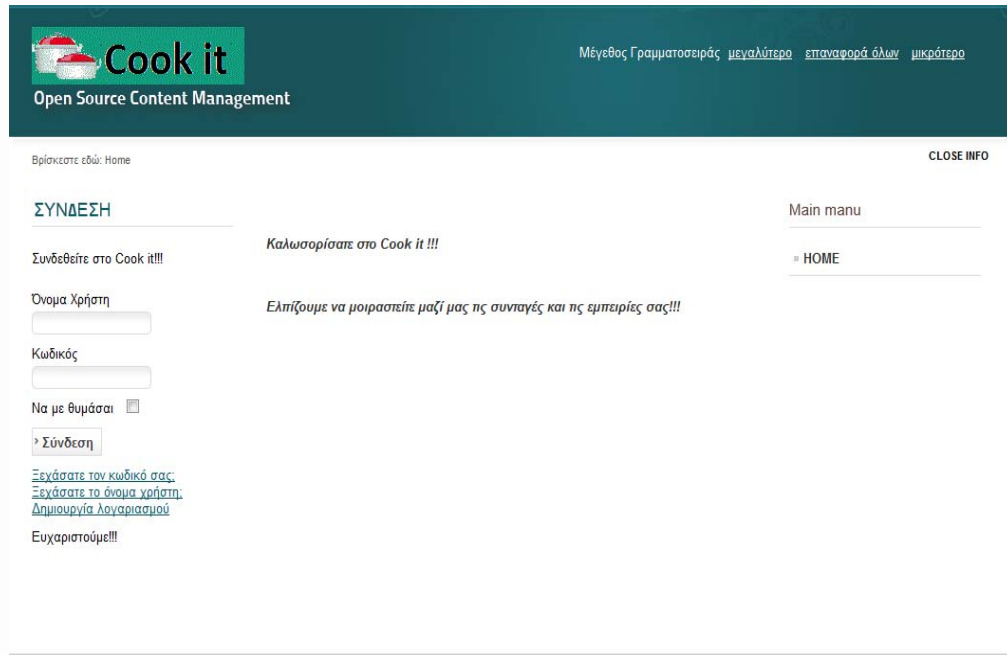 Cook it
Open Source Content Management
Μέγεθος Γραμματοσειράς μεγαλύτερο επαναφορά όλων μικρότερο
Βρίσκεστε εδώ: Home
CLOSE INFO
ΣΥΝΔΕΣΗ
Συνδεθείτε στο Cook it!!!
Όνομα Χρήστη
Κωδικός
Να με θυμάσαι
Σύνδεση
Ξεχάσατε τον κωδικό σας;
Ξεχάσατε το όνομα χρήστη;
Δημιουργία λογαριασμού
Ευχαριστούμε!!!
Καλωσορίσατε στο Cook it !!!
Ελπίζουμε να μοιραστείτε μαζί μας τις συνταγές και τις εμπειρίες σας!!!
Main manu
HOME